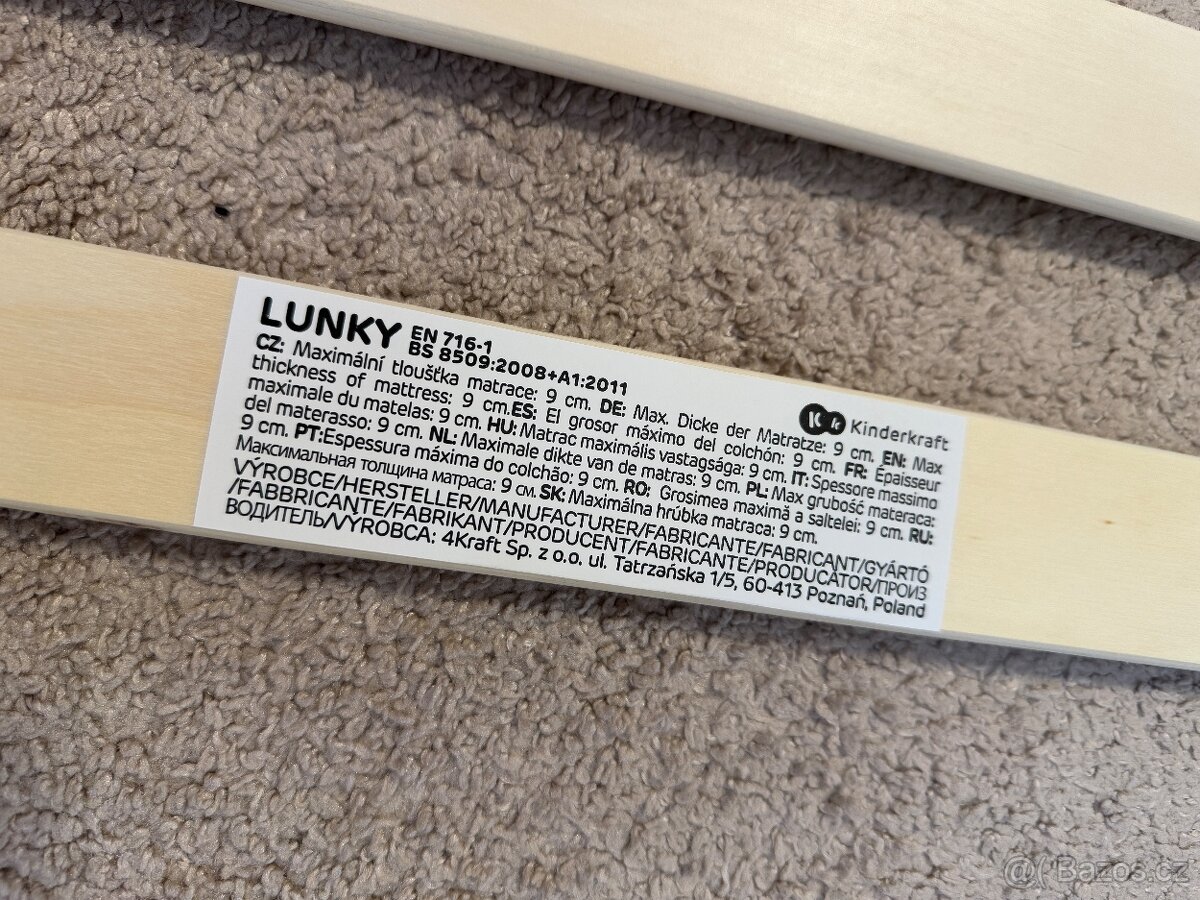 LUNKY EN 716-1
BS 8509:2008+A1:2011
Kinderkraft
CZ: Maximální tloušťka matrace: 9 cm. DE: Max. Dicke der Matratze: 9 cm. EN: Max
thickness of mattress: 9 cm.ES: El grosor máximo del colchón: 9 cm. FR: Épaisseur
maximale du matelas: 9 cm. HU: Matrac maximális vastagsága: 9 cm. IT: Spessore massimo
del materasso: 9 cm. NL: Maximale dikte van de matras: 9 cm. PL: Max grubość materaca:
9 cm. PT:Espessura máxima do colchão: 9 cm. RO: Grosimea maximă a saltelei: 9 cm. RU:
Максимальная толщина матраса: 9 см. SK: Maximálna hrúbka matraca: 9 cm.
VÝROBCE/HERSTELLER/MANUFACTURER/FABRICANTE/FABRICANT/GYÁRTÓ
/FABBRICANTE/FABRIKANT/PRODUCENT/FABRICANTE/PRODUCĂTOR/ПРОИЗ
ВОДИТЕЛЬ/VÝROBCA: 4Kraft Sp. z o.o. ul. Tatrzańska 1/5, 60-413 Poznań, Poland
@( Bazos.cz